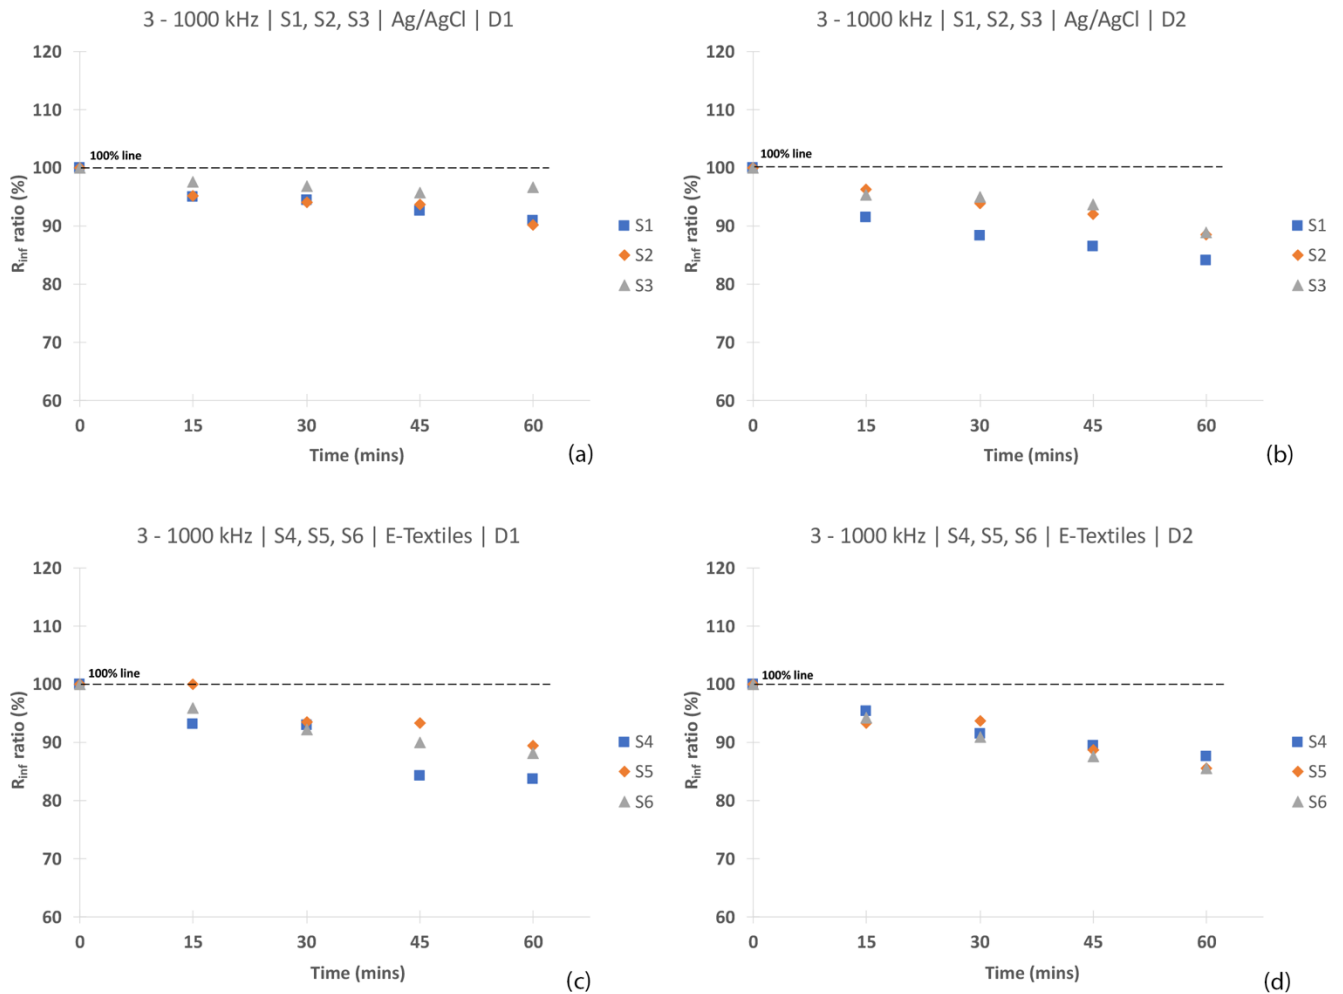 3 - 1000 kHz | S1, S2, S3 | Ag/AgCl | D1
120
110
100
90
80
70
60
100% line
R_inf ratio (%)
0 15 30 45 60
Time (mins)
S1
S2
S3
(a)
3 - 1000 kHz | S1, S2, S3 | Ag/AgCl | D2
120
110
100
90
80
70
60
100% line
R_inf ratio (%)
0 15 30 45 60
Time (mins)
S1
S2
S3
(b)
3 - 1000 kHz | S4, S5, S6 | E-Textiles | D1
120
110
100
90
80
70
60
100% line
R_inf ratio (%)
0 15 30 45 60
Time (mins)
S4
S5
S6
(c)
3 - 1000 kHz | S4, S5, S6 | E-Textiles | D2
120
110
100
90
80
70
60
100% line
R_inf ratio (%)
0 15 30 45 60
Time (mins)
S4
S5
S6
(d)